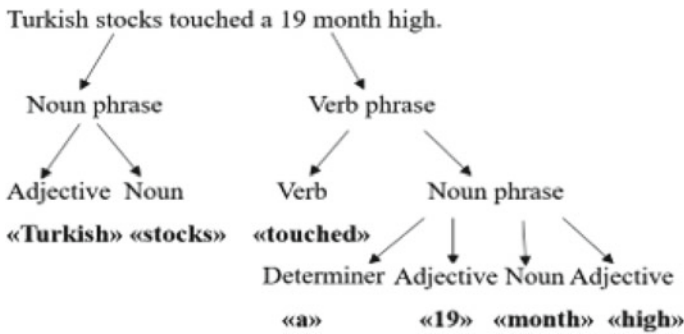 Turkish stocks touched a 19 month high.
Noun phrase Verb phrase
Adjective Noun Verb Noun phrase
«Turkish» «stocks» «touched»
Determiner Adjective Noun Adjective
«a» «19» «month» «high»